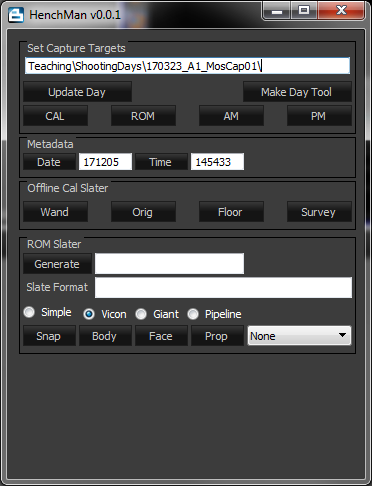 HenchMan v0.0.1
Set Capture Targets
Teaching\ShootingDays\170323_A1_MosCap01\
Update Day Make Day Tool
CAL ROM AM PM
Metadata
Date 171205 Time 145433
Offline Cal Slater
Wand Orig Floor Survey
ROM Slater
Generate
Slate Format
Simple Vicon Giant Pipeline
Snap Body Face Prop None